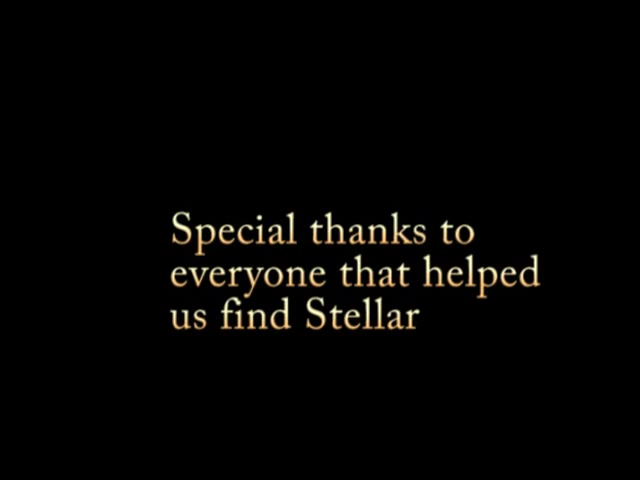 Special thanks to
everyone that helped
us find Stellar